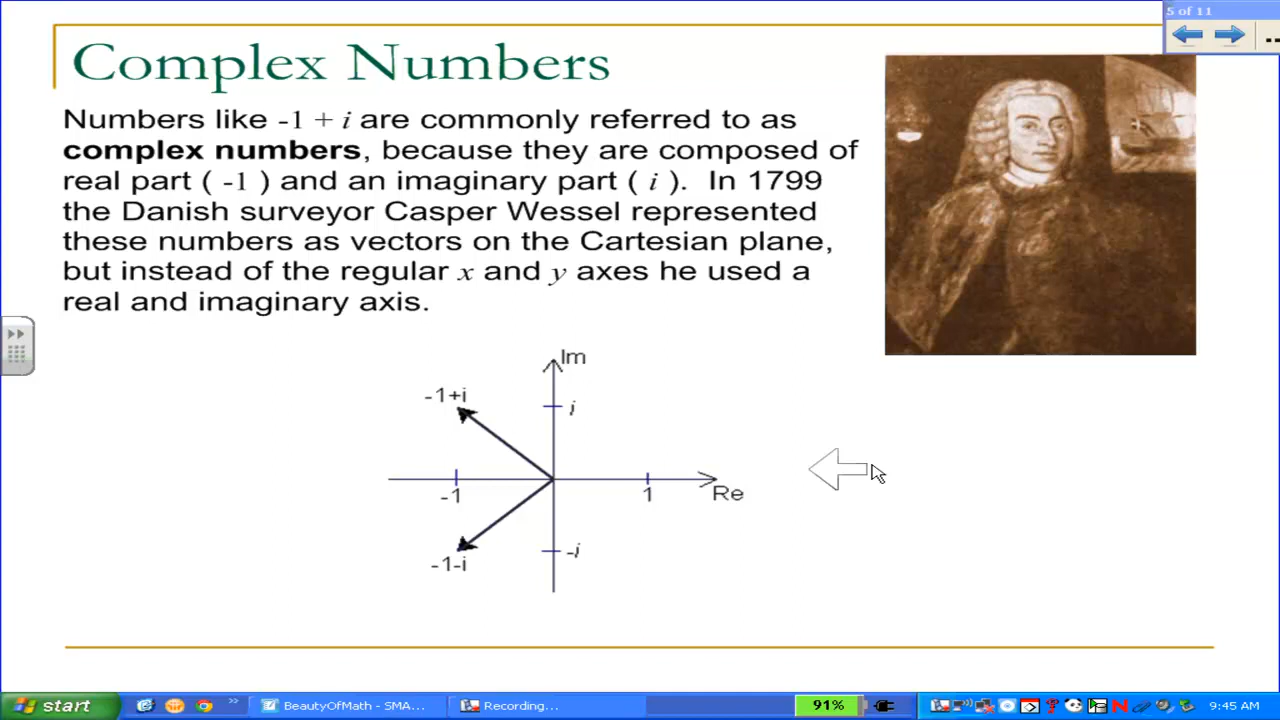 5 of 11
Complex Numbers
Numbers like -1 + i are commonly referred to as
complex numbers, because they are composed of
real part ( -1 ) and an imaginary part ( i ). In 1799
the Danish surveyor Casper Wessel represented
these numbers as vectors on the Cartesian plane,
but instead of the regular x and y axes he used a
real and imaginary axis.
Im
-1+i
i
-1
1
Re
-i
-1-i
start
BeautyOfMath - SMA...
Recording...
91%
9:45 AM